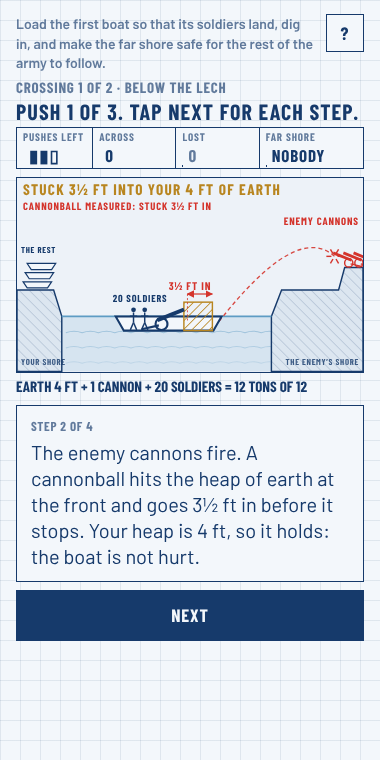 Load the first boat so that its soldiers land, dig
in, and make the far shore safe for the rest of the
army to follow.
?
CROSSING 1 OF 2 · BELOW THE LECH
PUSH 1 OF 3. TAP NEXT FOR EACH STEP.
PUSHES LEFT
ACROSS
0
LOST
0
FAR SHORE
NOBODY
STUCK 3½ FT INTO YOUR 4 FT OF EARTH
CANNONBALL MEASURED: STUCK 3½ FT IN
ENEMY CANNONS
THE REST
3½ FT IN
20 SOLDIERS
YOUR SHORE
THE ENEMY'S SHORE
EARTH 4 FT + 1 CANNON + 20 SOLDIERS = 12 TONS OF 12
STEP 2 OF 4
The enemy cannons fire. A
cannonball hits the heap of earth at
the front and goes 3½ ft in before it
stops. Your heap is 4 ft, so it holds:
the boat is not hurt.
NEXT